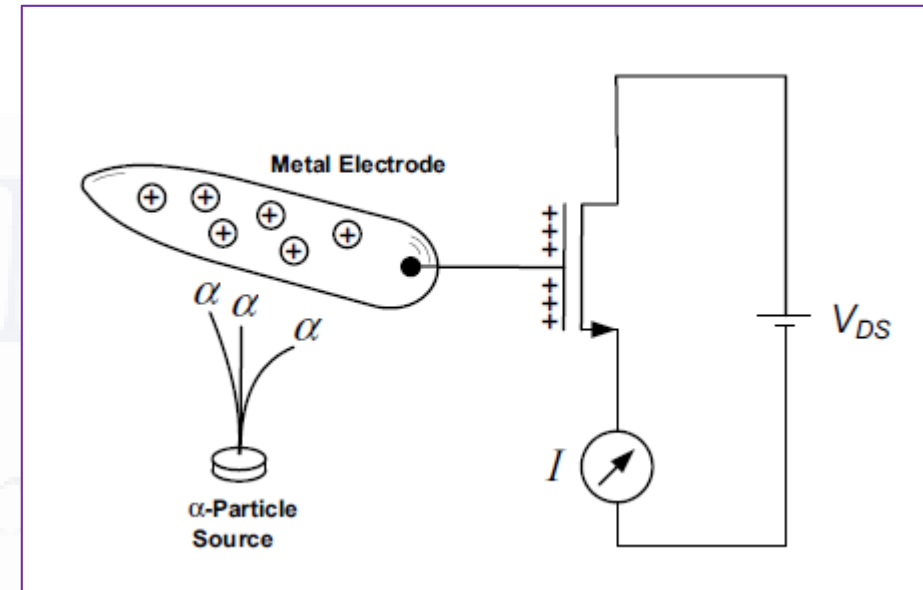 Metal Electrode
+ + + + + +
+++
+++
α α α
V_DS
I
α-Particle
Source